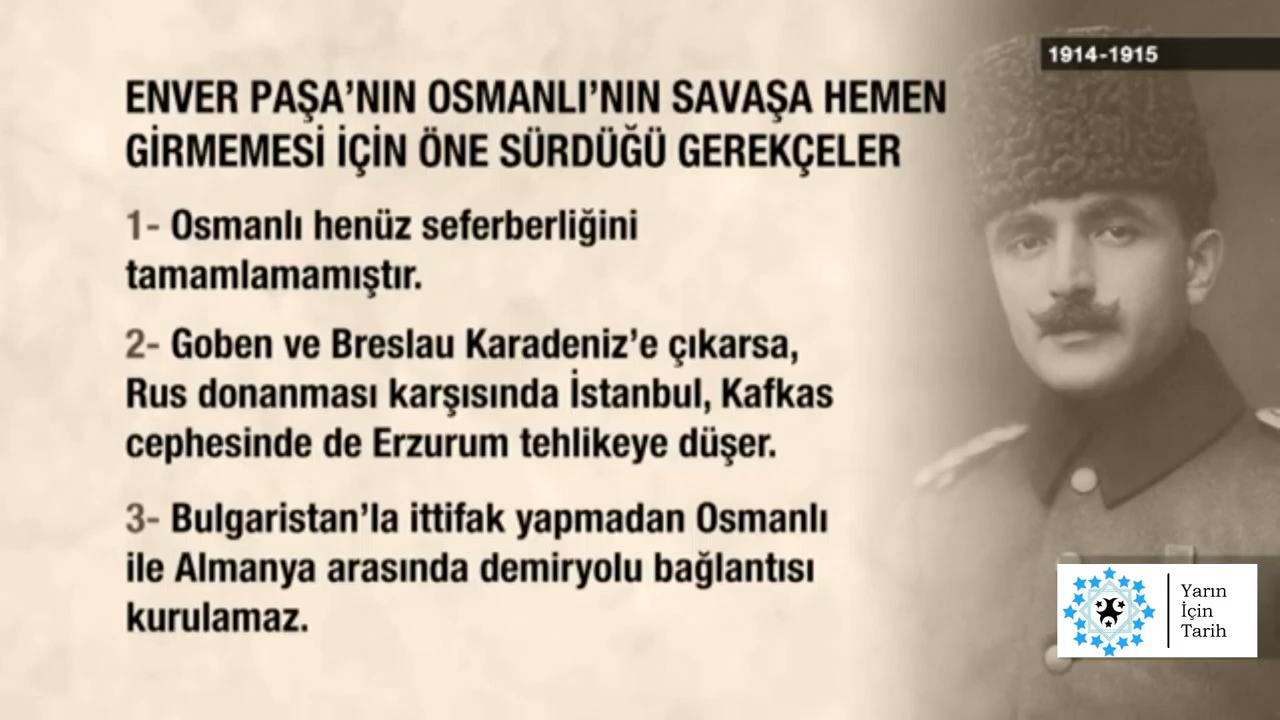 1914-1915
ENVER PAŞA’NIN OSMANLI’NIN SAVAŞA HEMEN
GİRMEMESİ İÇİN ÖNE SÜRDÜĞÜ GEREKÇELER
1- Osmanlı henüz seferberliğini
tamamlamamıştır.
2- Goben ve Breslau Karadeniz’e çıkarsa,
Rus donanması karşısında İstanbul, Kafkas
cephesinde de Erzurum tehlikeye düşer.
3- Bulgaristan’la ittifak yapmadan Osmanlı
ile Almanya arasında demiryolu bağlantısı
kurulamaz.
Yarın
İçin
Tarih